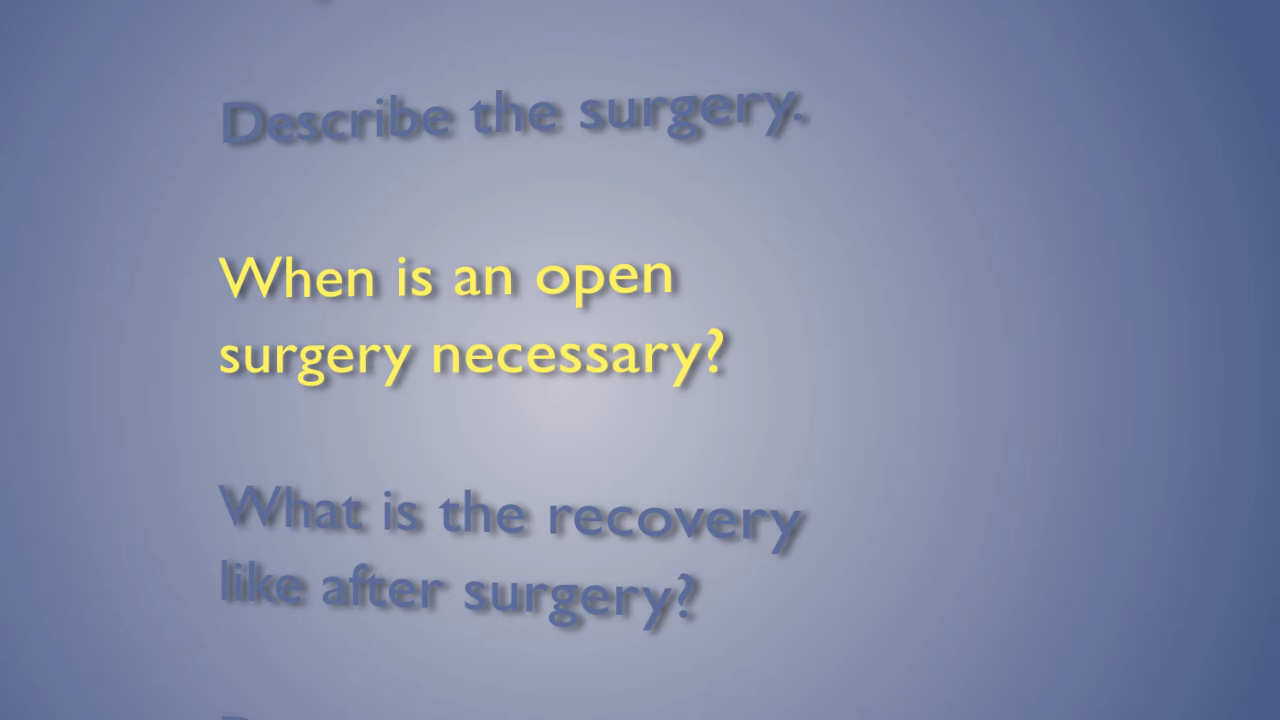 Describe the surgery.
When is an open
surgery necessary?
What is the recovery
like after surgery?